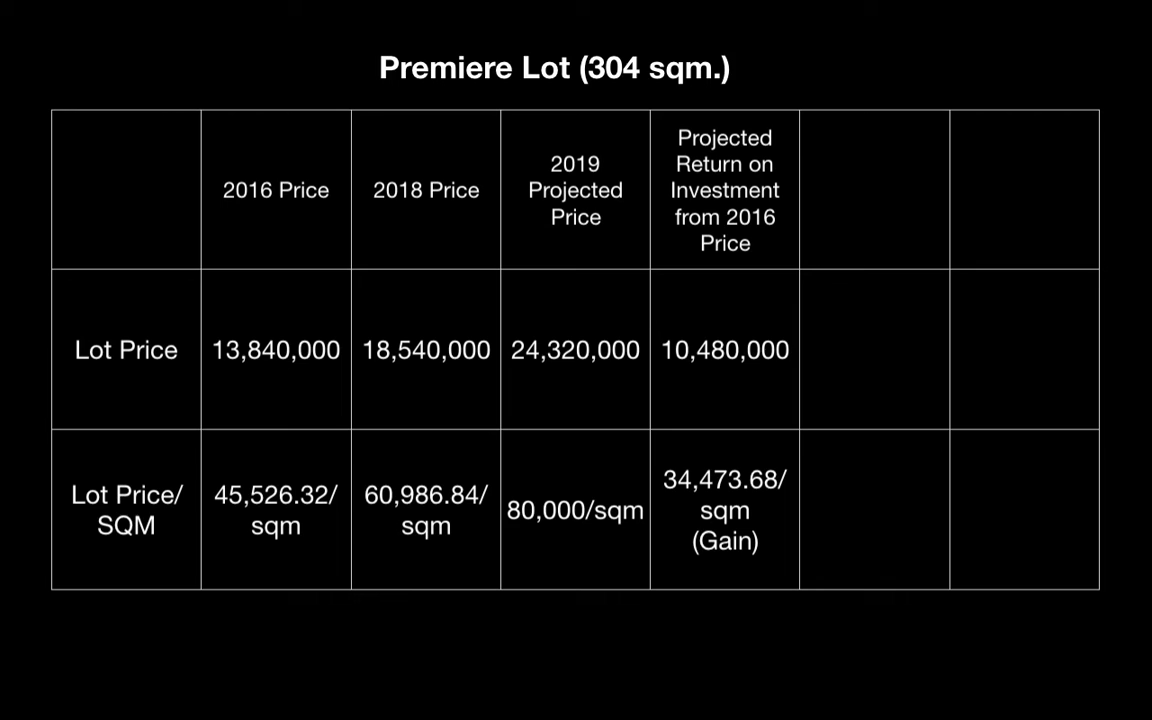 Premiere Lot (304 sqm.)
2016 Price
2018 Price
2019
Projected
Price
Projected
Return on
Investment
from 2016
Price
Lot Price
13,840,000
18,540,000
24,320,000
10,480,000
Lot Price/
SQM
45,526.32/
sqm
60,986.84/
sqm
80,000/sqm
34,473.68/
sqm
(Gain)